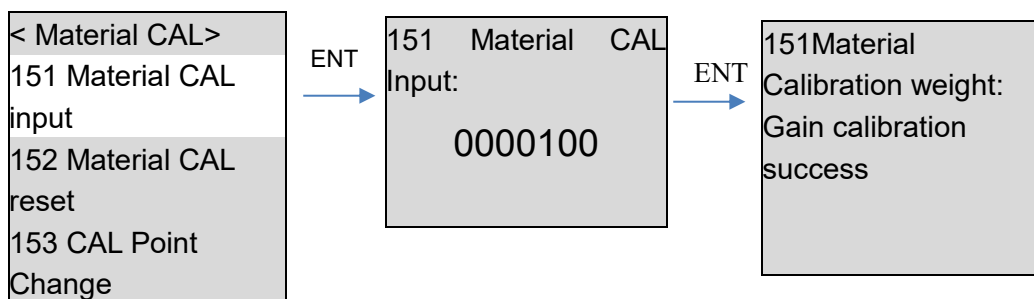 < Material CAL>
151 Material CAL
input
152 Material CAL
reset
153 CAL Point
Change
ENT
151 Material CAL
Input:
0000100
ENT
151Material
Calibration weight:
Gain calibration
success